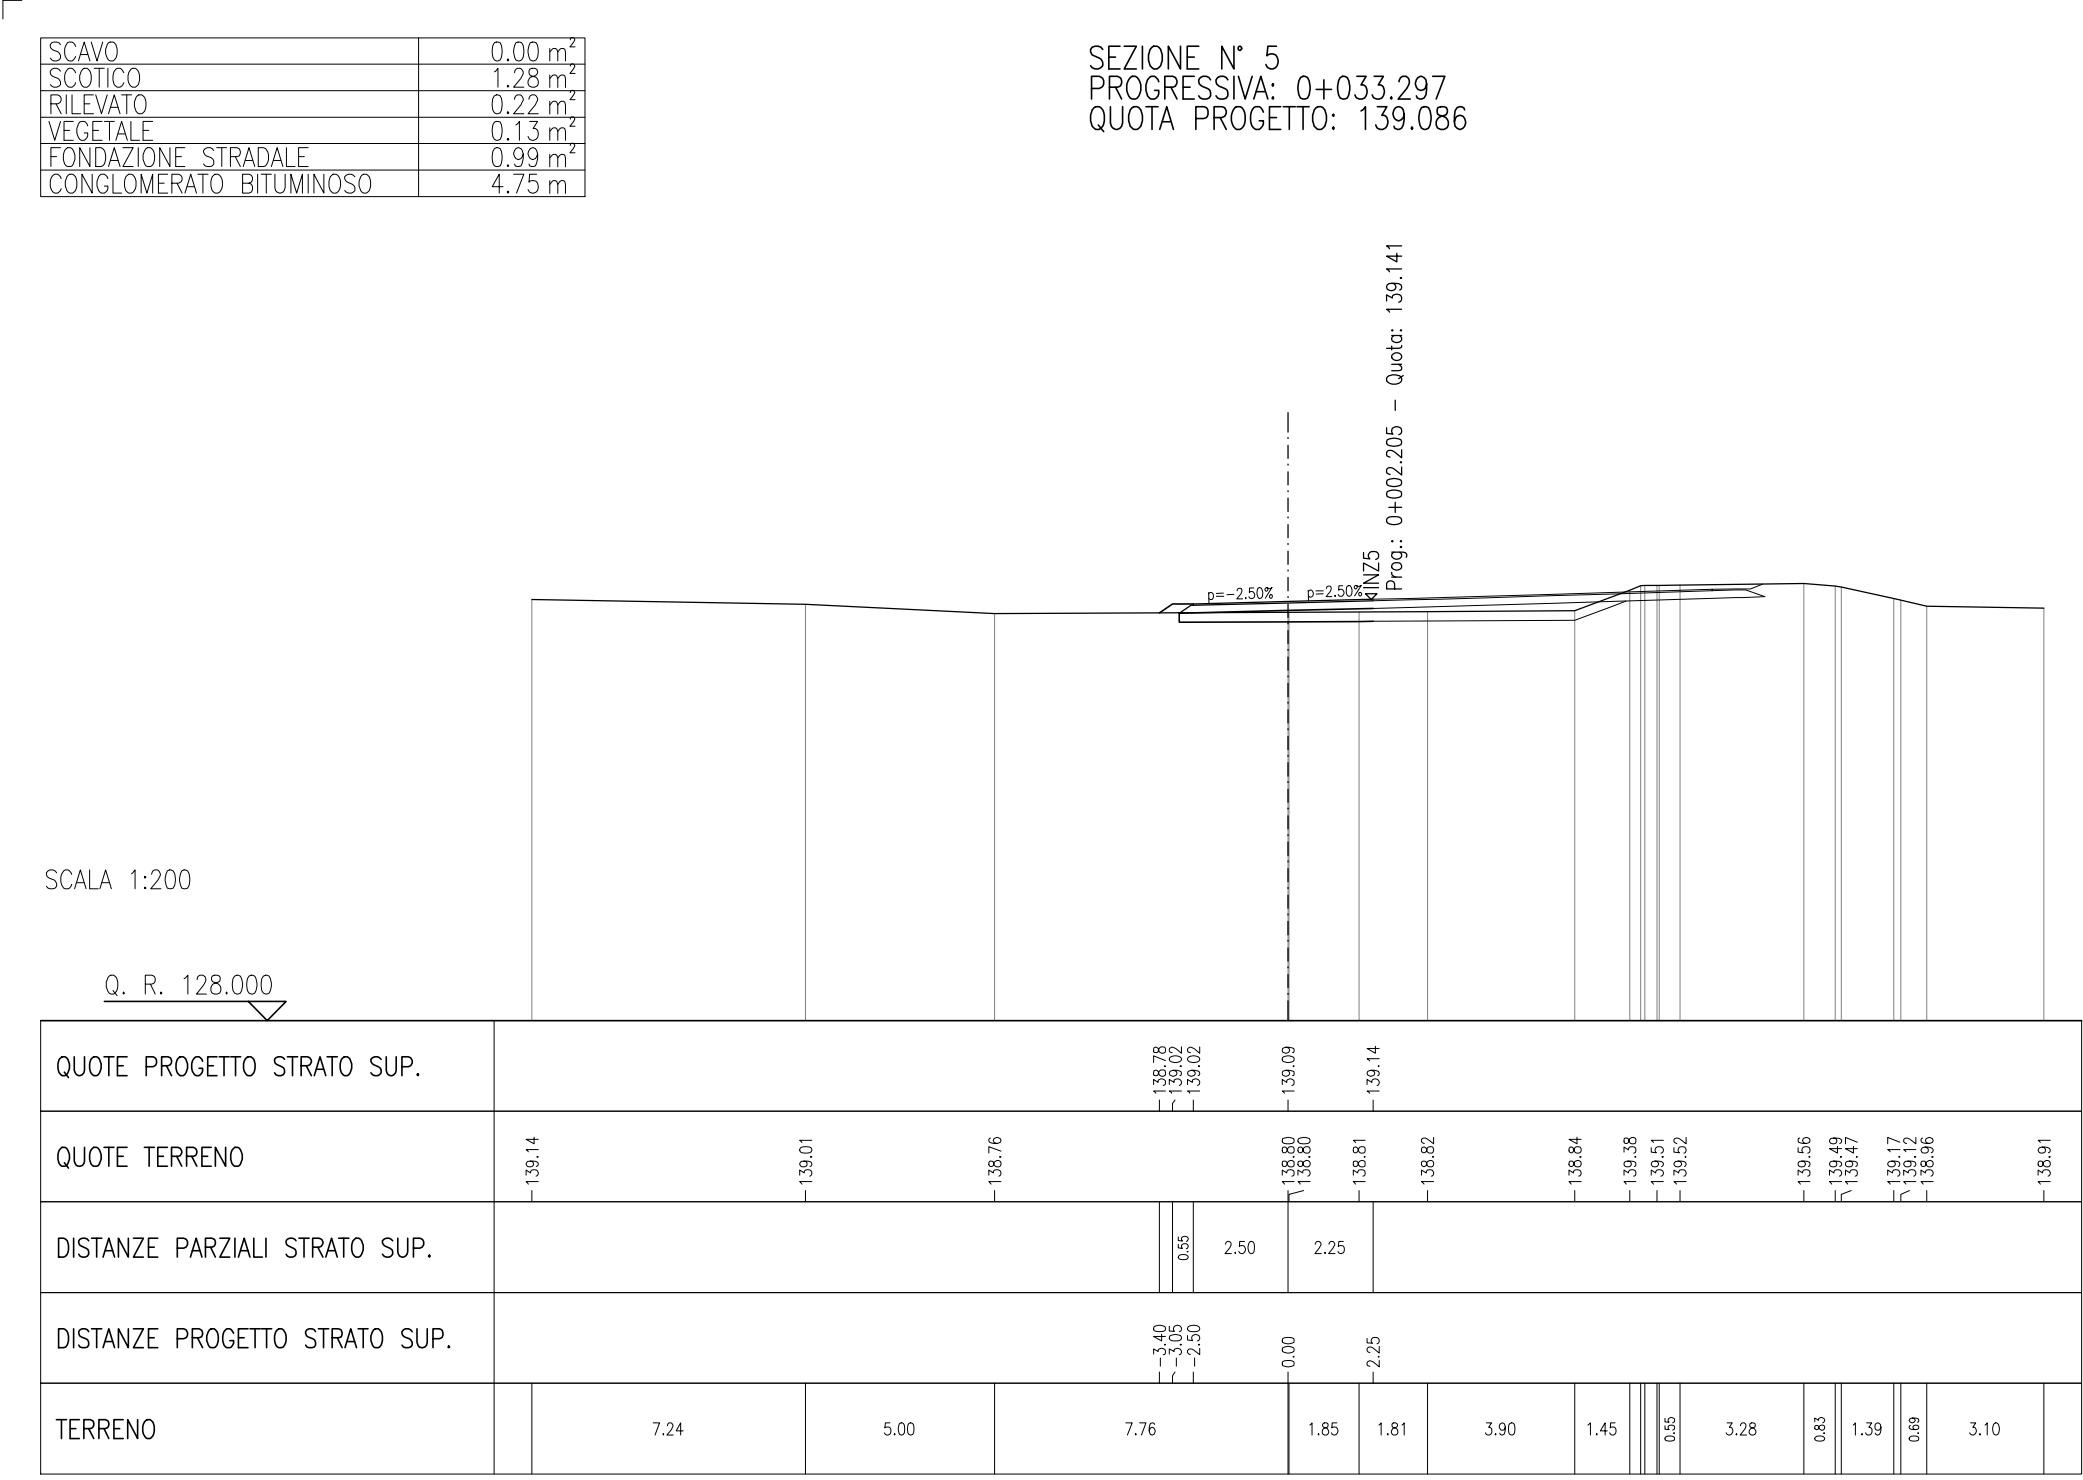 SCAVO 0.00 m²
SCOTICO 1.28 m²
RILEVATO 0.22 m²
VEGETALE 0.13 m²
FONDAZIONE STRADALE 0.99 m²
CONGLOMERATO BITUMINOSO 4.75 m
SEZIONE N° 5
PROGRESSIVA: 0+033.297
QUOTA PROGETTO: 139.086
INZ5
Prog.: 0+002.205 - Quota: 139.141
p=-2.50% p=2.50%
SCALA 1:200
Q. R. 128.000
QUOTE PROGETTO STRATO SUP. 138.78 139.02 139.02 139.09 139.14
QUOTE TERRENO 139.14 139.01 138.76 138.80 138.80 138.81 138.82 138.84 139.38 139.51 139.52 139.56 139.49 139.47 139.17 139.12 138.96 138.91
DISTANZE PARZIALI STRATO SUP. 0.55 2.50 2.25
DISTANZE PROGETTO STRATO SUP. -3.40 -3.05 -2.50 0.00 2.25
TERRENO 7.24 5.00 7.76 1.85 1.81 3.90 1.45 0.55 3.28 0.83 1.39 0.69 3.10